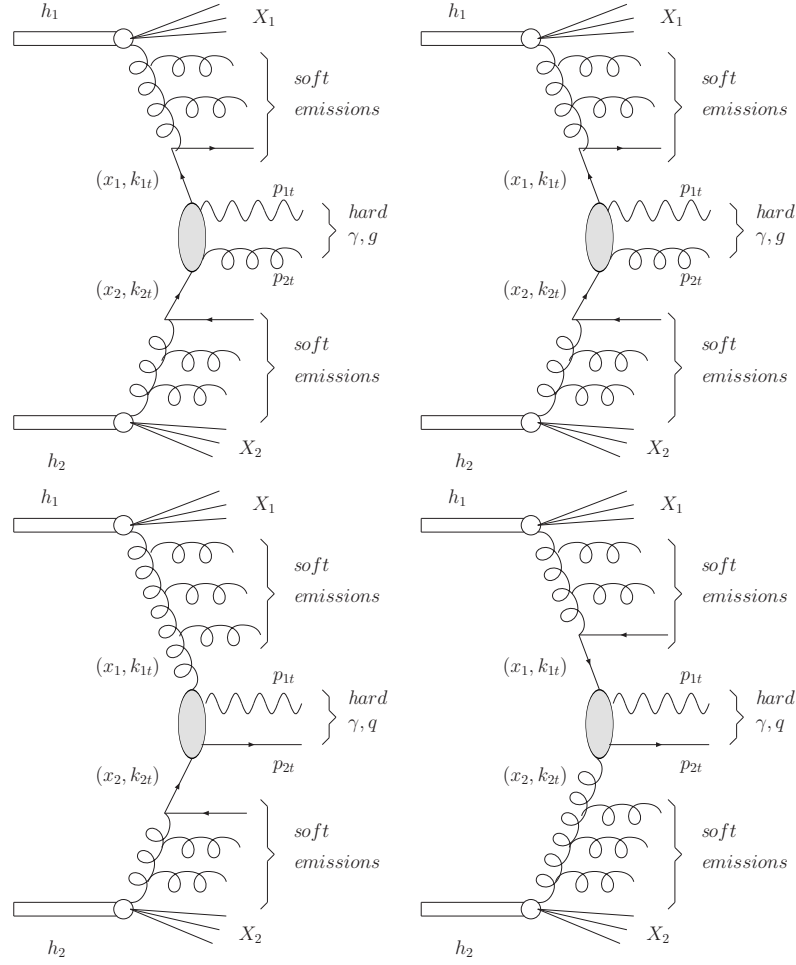 h₁ X₁
soft
emissions
(x₁, k₁ₜ)
p₁ₜ
hard
γ, g
(x₂, k₂ₜ) p₂ₜ
soft
emissions
X₂
h₂
h₁ X₁
soft
emissions
(x₁, k₁ₜ)
p₁ₜ
hard
γ, g
(x₂, k₂ₜ) p₂ₜ
soft
emissions
X₂
h₂
h₁ X₁
soft
emissions
(x₁, k₁ₜ)
p₁ₜ
hard
γ, q
(x₂, k₂ₜ) p₂ₜ
soft
emissions
X₂
h₂
h₁ X₁
soft
emissions
(x₁, k₁ₜ)
p₁ₜ
hard
γ, q
(x₂, k₂ₜ) p₂ₜ
soft
emissions
X₂
h₂